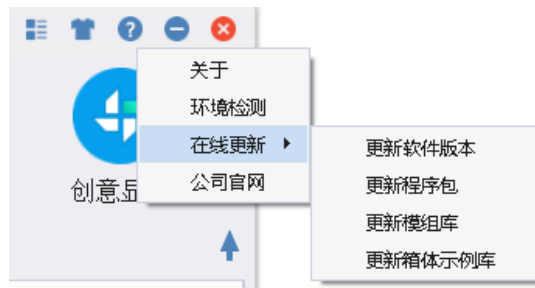 关于
环境检测
在线更新
公司官网
创意显
更新软件版本
更新程序包
更新模组库
更新箱体示例库